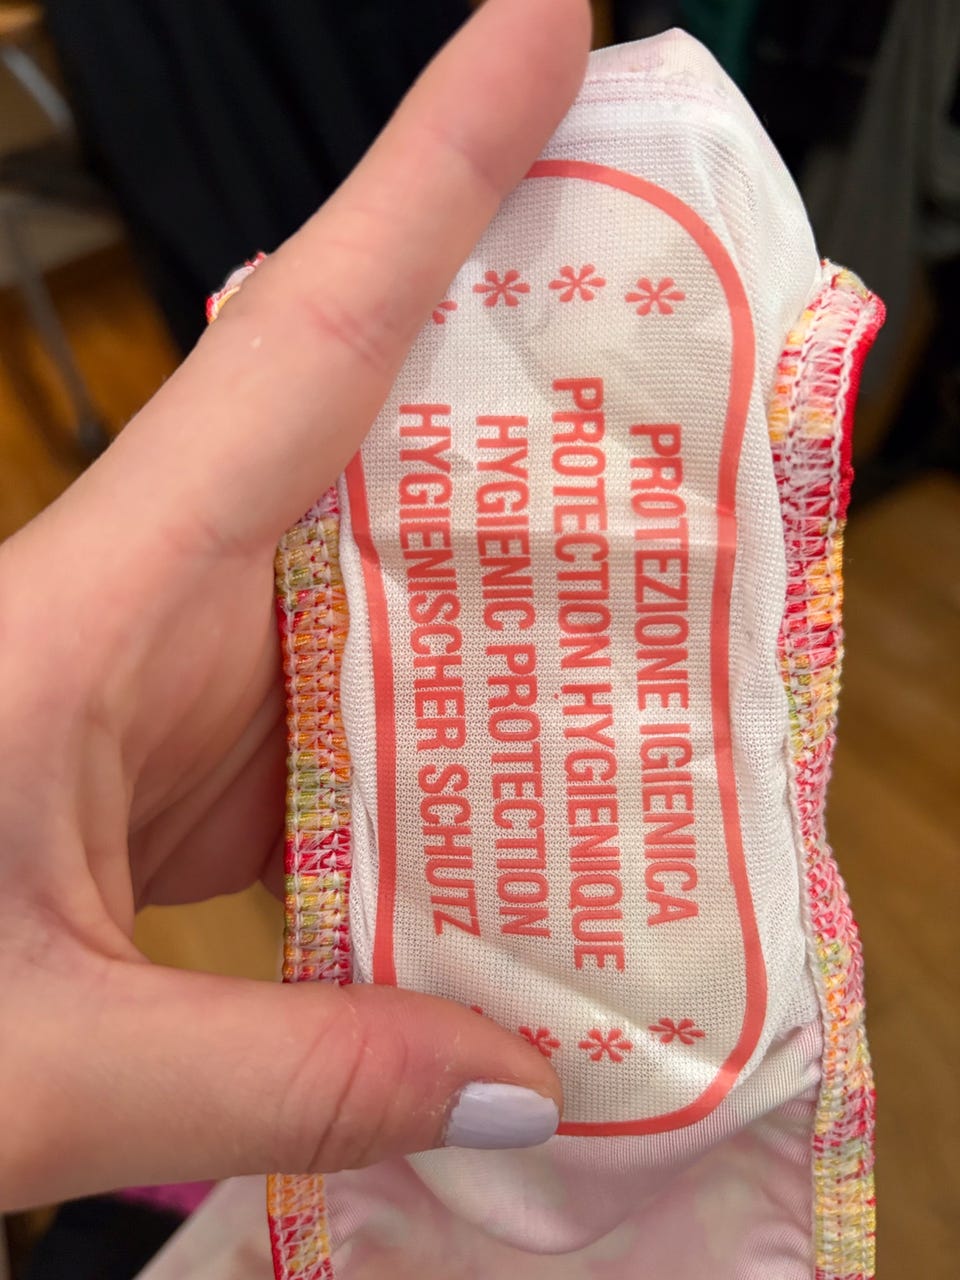 PROTEZIONE IGIENICA
PROTECTION HYGIENIQUE
HYGIENIC PROTECTION
HYGIENISCHER SCHUTZ